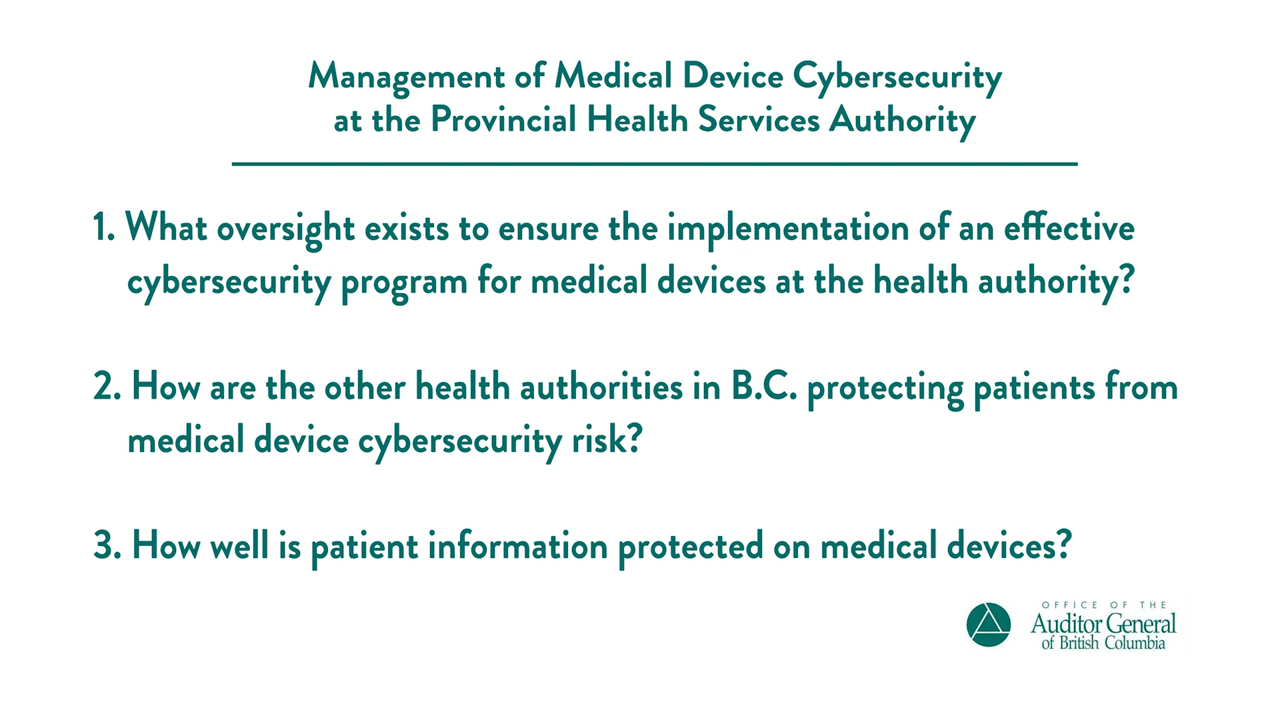 Management of Medical Device Cybersecurity
at the Provincial Health Services Authority
1. What oversight exists to ensure the implementation of an effective
cybersecurity program for medical devices at the health authority?
2. How are the other health authorities in B.C. protecting patients from
medical device cybersecurity risk?
3. How well is patient information protected on medical devices?
OFFICE OF THE
Auditor General
of British Columbia